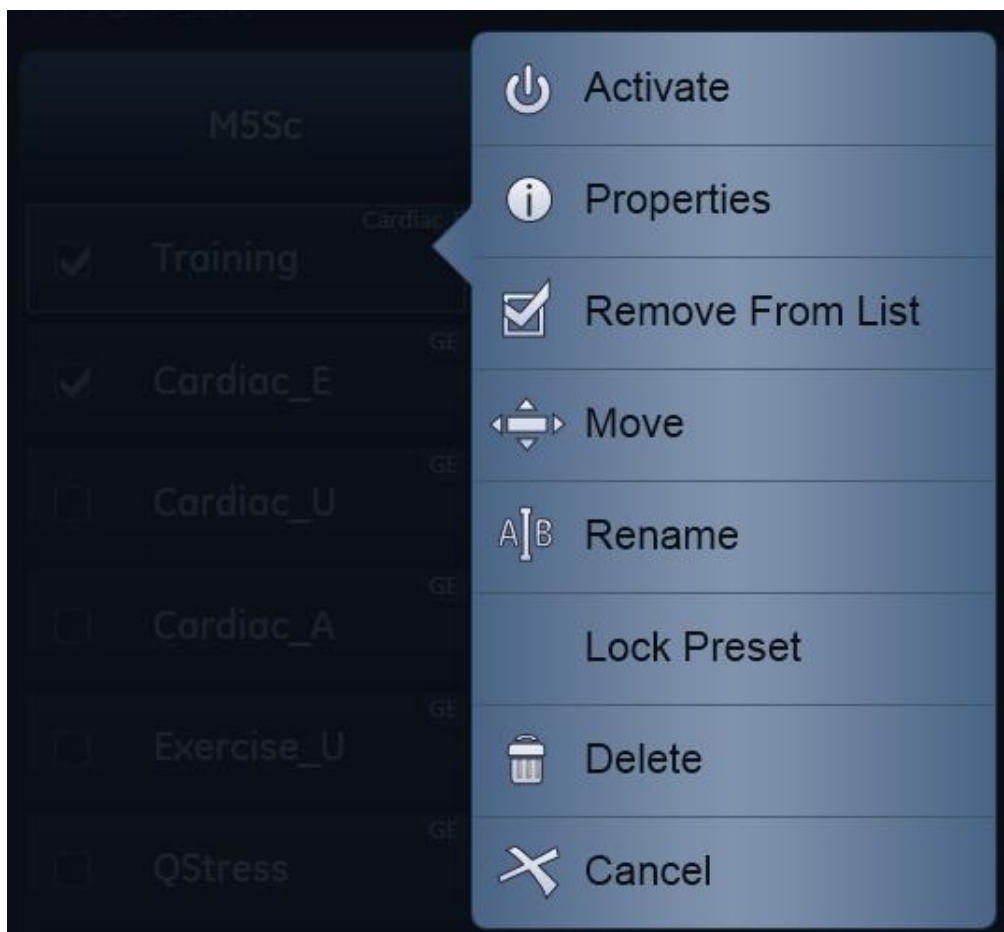 M5Sc
Cardiac
Training
GE
Cardiac_E
GE
Cardiac_U
GE
Cardiac_A
GE
Exercise_U
GE
QStress
Activate
Properties
Remove From List
Move
A B Rename
Lock Preset
Delete
Cancel